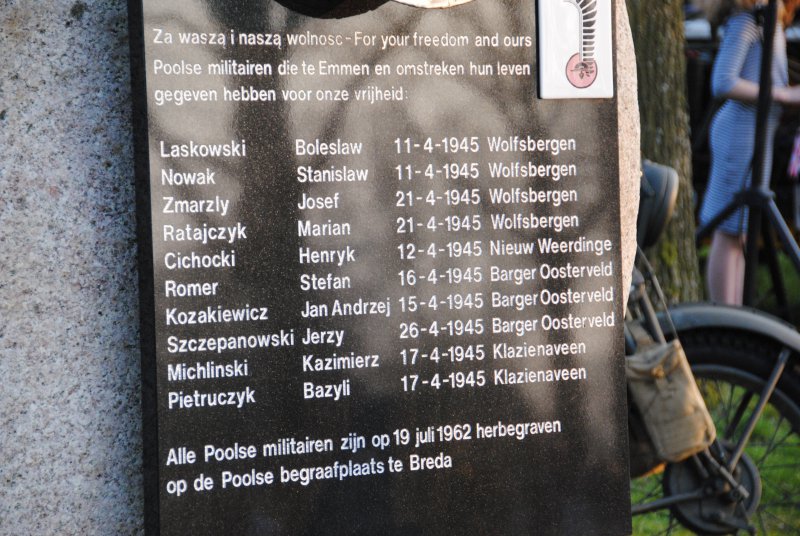 Za waszą i naszą wolnosc - For your freedom and ours
Poolse militairen die te Emmen en omstreken hun leven
gegeven hebben voor onze vrijheid:
Laskowski Boleslaw 11-4-1945 Wolfsbergen
Nowak Stanislaw 11-4-1945 Wolfsbergen
Zmarzly Josef 21-4-1945 Wolfsbergen
Ratajczyk Marian 21-4-1945 Wolfsbergen
Cichocki Henryk 12-4-1945 Nieuw Weerdinge
Romer Stefan 16-4-1945 Barger Oosterveld
Kozakiewicz Jan Andrzej 15-4-1945 Barger Oosterveld
Szczepanowski Jerzy 26-4-1945 Barger Oosterveld
Michlinski Kazimierz 17-4-1945 Klazienaveen
Pietruczyk Bazyli 17-4-1945 Klazienaveen
Alle Poolse militairen zijn op 19 juli 1962 herbegraven
op de Poolse begraafplaats te Breda